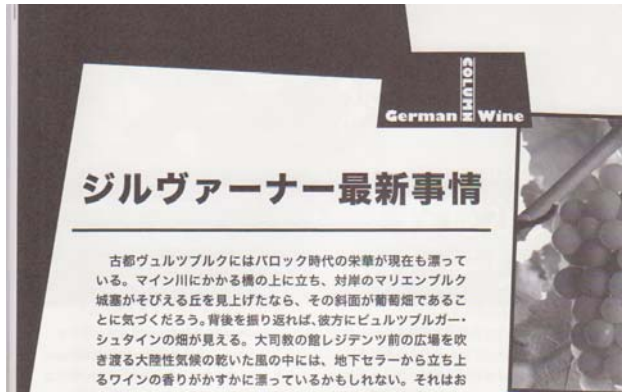 COLUMN
German Wine
ジルヴァーナー最新事情
古都ヴュルツブルクにはバロック時代の栄華が現在も漂って
いる。マイン川にかかる橋の上に立ち、対岸のマリエンブルク
城塞がそびえる丘を見上げたなら、その斜面が葡萄畑であるこ
とに気づくだろう。背後を振り返れば、彼方にビュルツブルガー・
シュタインの畑が見える。大司教の館レジデンツ前の広場を吹
き渡る大陸性気候の乾いた風の中には、地下セラーから立ち上
るワインの香りがかすかに漂っているかもしれない。それはお